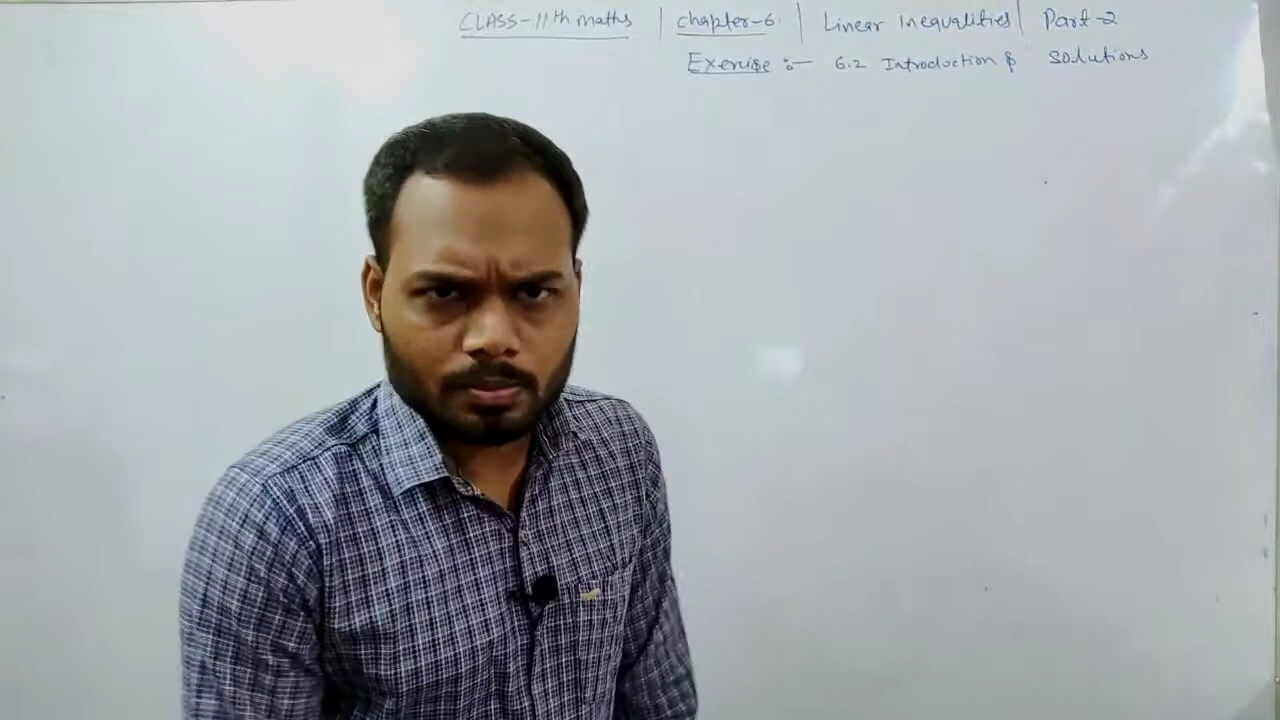 CLASS-11th maths | chapter-6. | Linear Inequalities | Part-2
Exercise :- 6.2 Introduction & Solutions